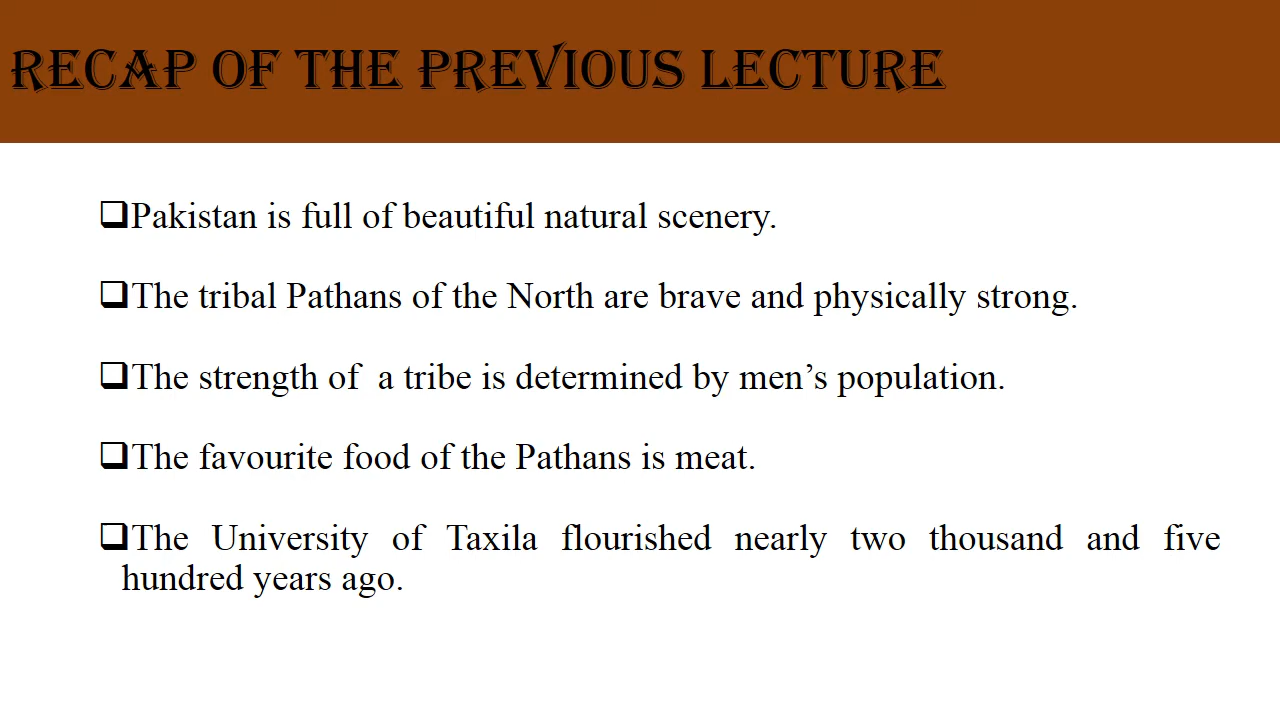 RECAP OF THE PREVIOUS LECTURE
❑Pakistan is full of beautiful natural scenery.
❑The tribal Pathans of the North are brave and physically strong.
❑The strength of  a tribe is determined by men’s population.
❑The favourite food of the Pathans is meat.
❑The University of Taxila flourished nearly two thousand and five
hundred years ago.